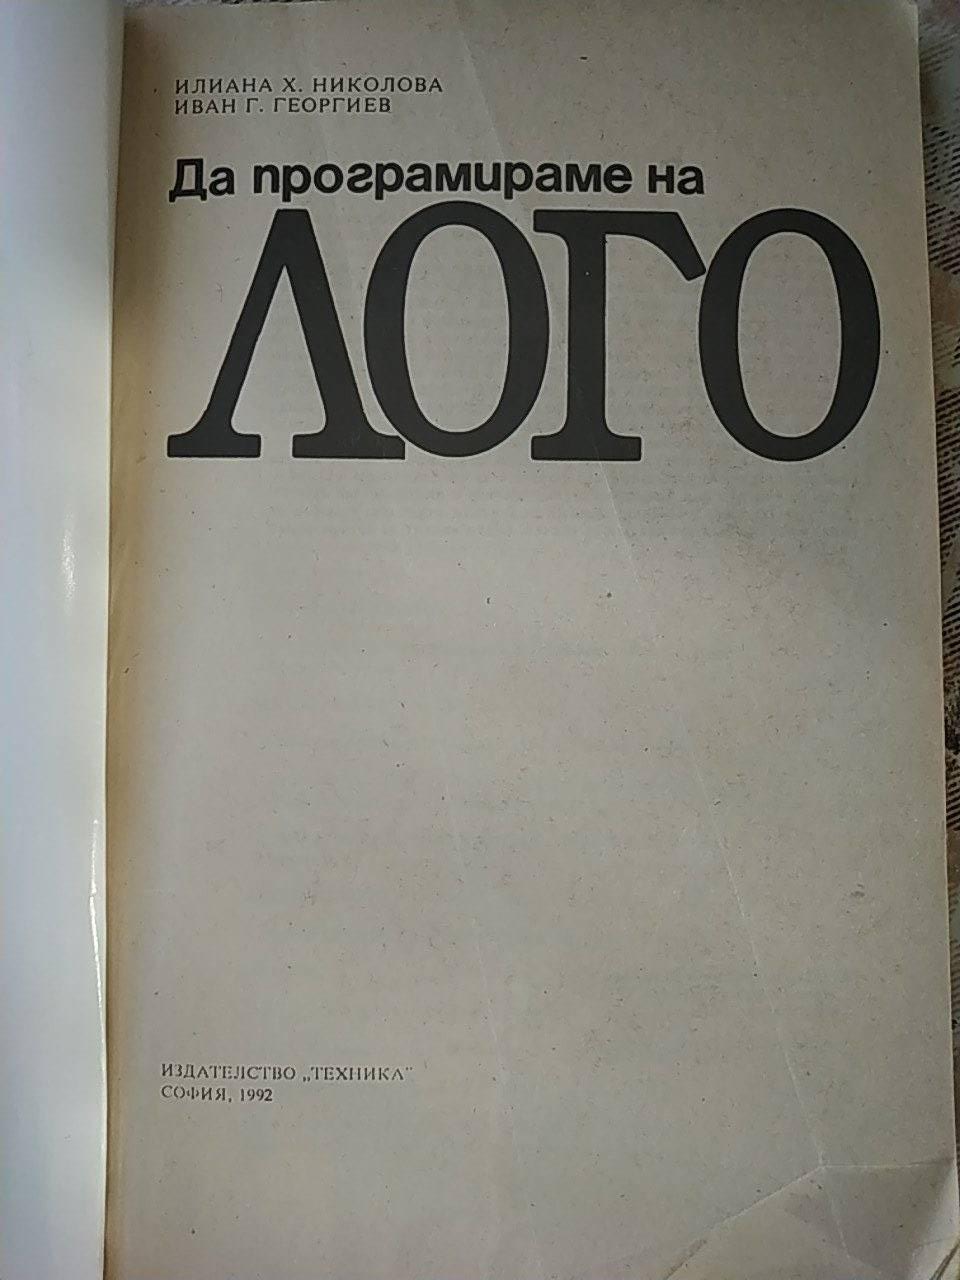 ИЛИАНА Х. НИКОЛОВА
ИВАН Г. ГЕОРГИЕВ
Да програмираме на
ЛОГО
ИЗДАТЕЛСТВО „ТЕХНИКА"
СОФИЯ, 1992